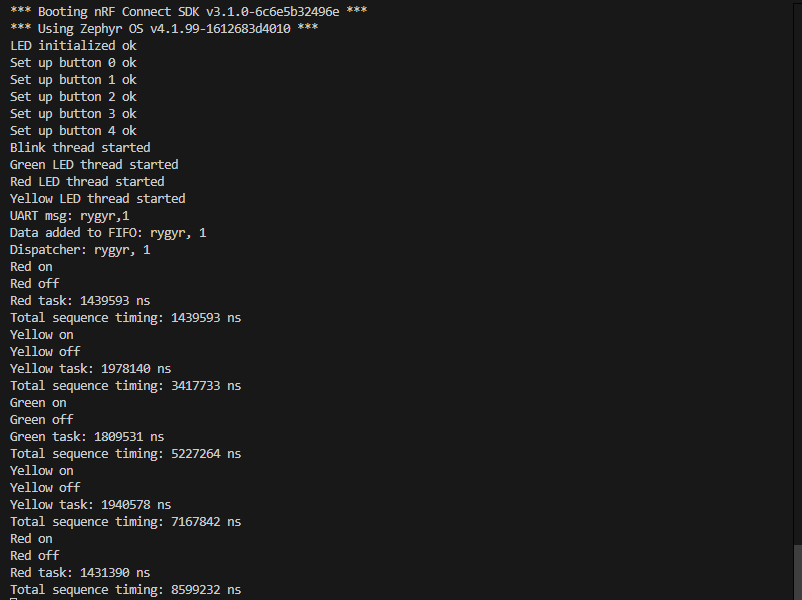 *** Booting nRF Connect SDK v3.1.0-6c6e5b32496e ***
*** Using Zephyr OS v4.1.99-1612683d4010 ***
LED initialized ok
Set up button 0 ok
Set up button 1 ok
Set up button 2 ok
Set up button 3 ok
Set up button 4 ok
Blink thread started
Green LED thread started
Red LED thread started
Yellow LED thread started
UART msg: rygyr,1
Data added to FIFO: rygyr, 1
Dispatcher: rygyr, 1
Red on
Red off
Red task: 1439593 ns
Total sequence timing: 1439593 ns
Yellow on
Yellow off
Yellow task: 1978140 ns
Total sequence timing: 3417733 ns
Green on
Green off
Green task: 1809531 ns
Total sequence timing: 5227264 ns
Yellow on
Yellow off
Yellow task: 1940578 ns
Total sequence timing: 7167842 ns
Red on
Red off
Red task: 1431390 ns
Total sequence timing: 8599232 ns